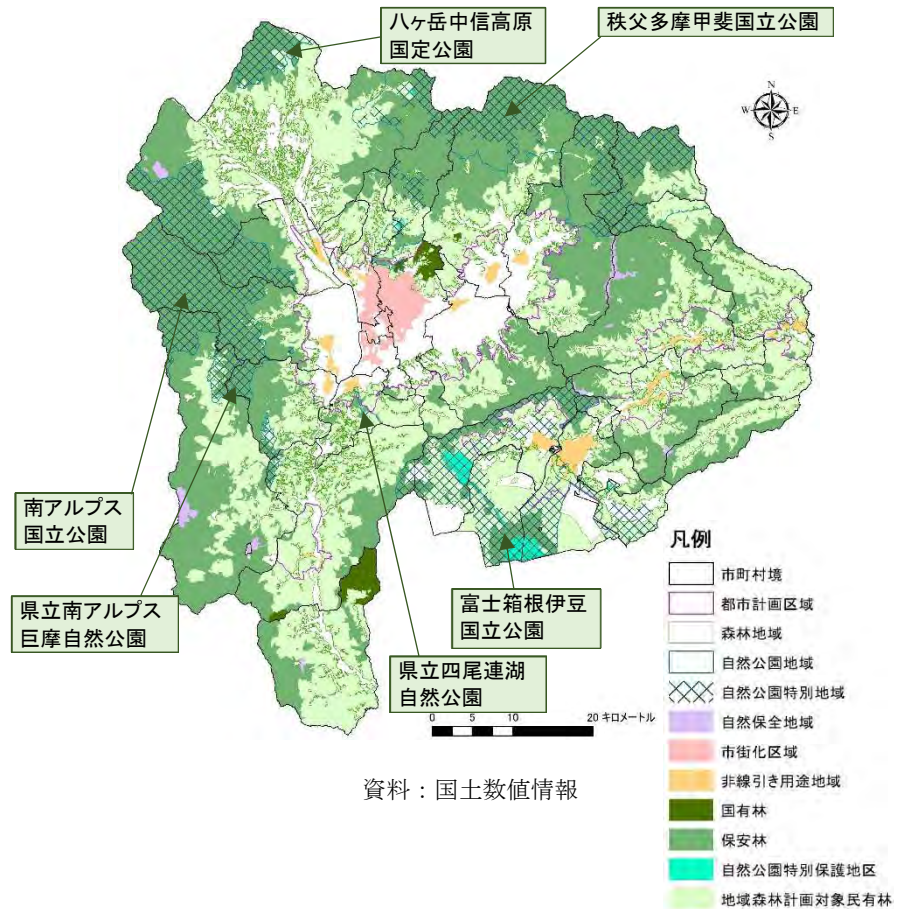 八ヶ岳中信高原
国定公園
秩父多摩甲斐国立公園
N
W
E
S
南アルプス
国立公園
県立南アルプス
巨摩自然公園
富士箱根伊豆
国立公園
県立四尾連湖
自然公園
0 5 10 20 キロメートル
資料：国土数値情報
凡例
市町村境
都市計画区域
森林地域
自然公園地域
自然公園特別地域
自然保全地域
市街化区域
非線引き用途地域
国有林
保安林
自然公園特別保護地区
地域森林計画対象民有林